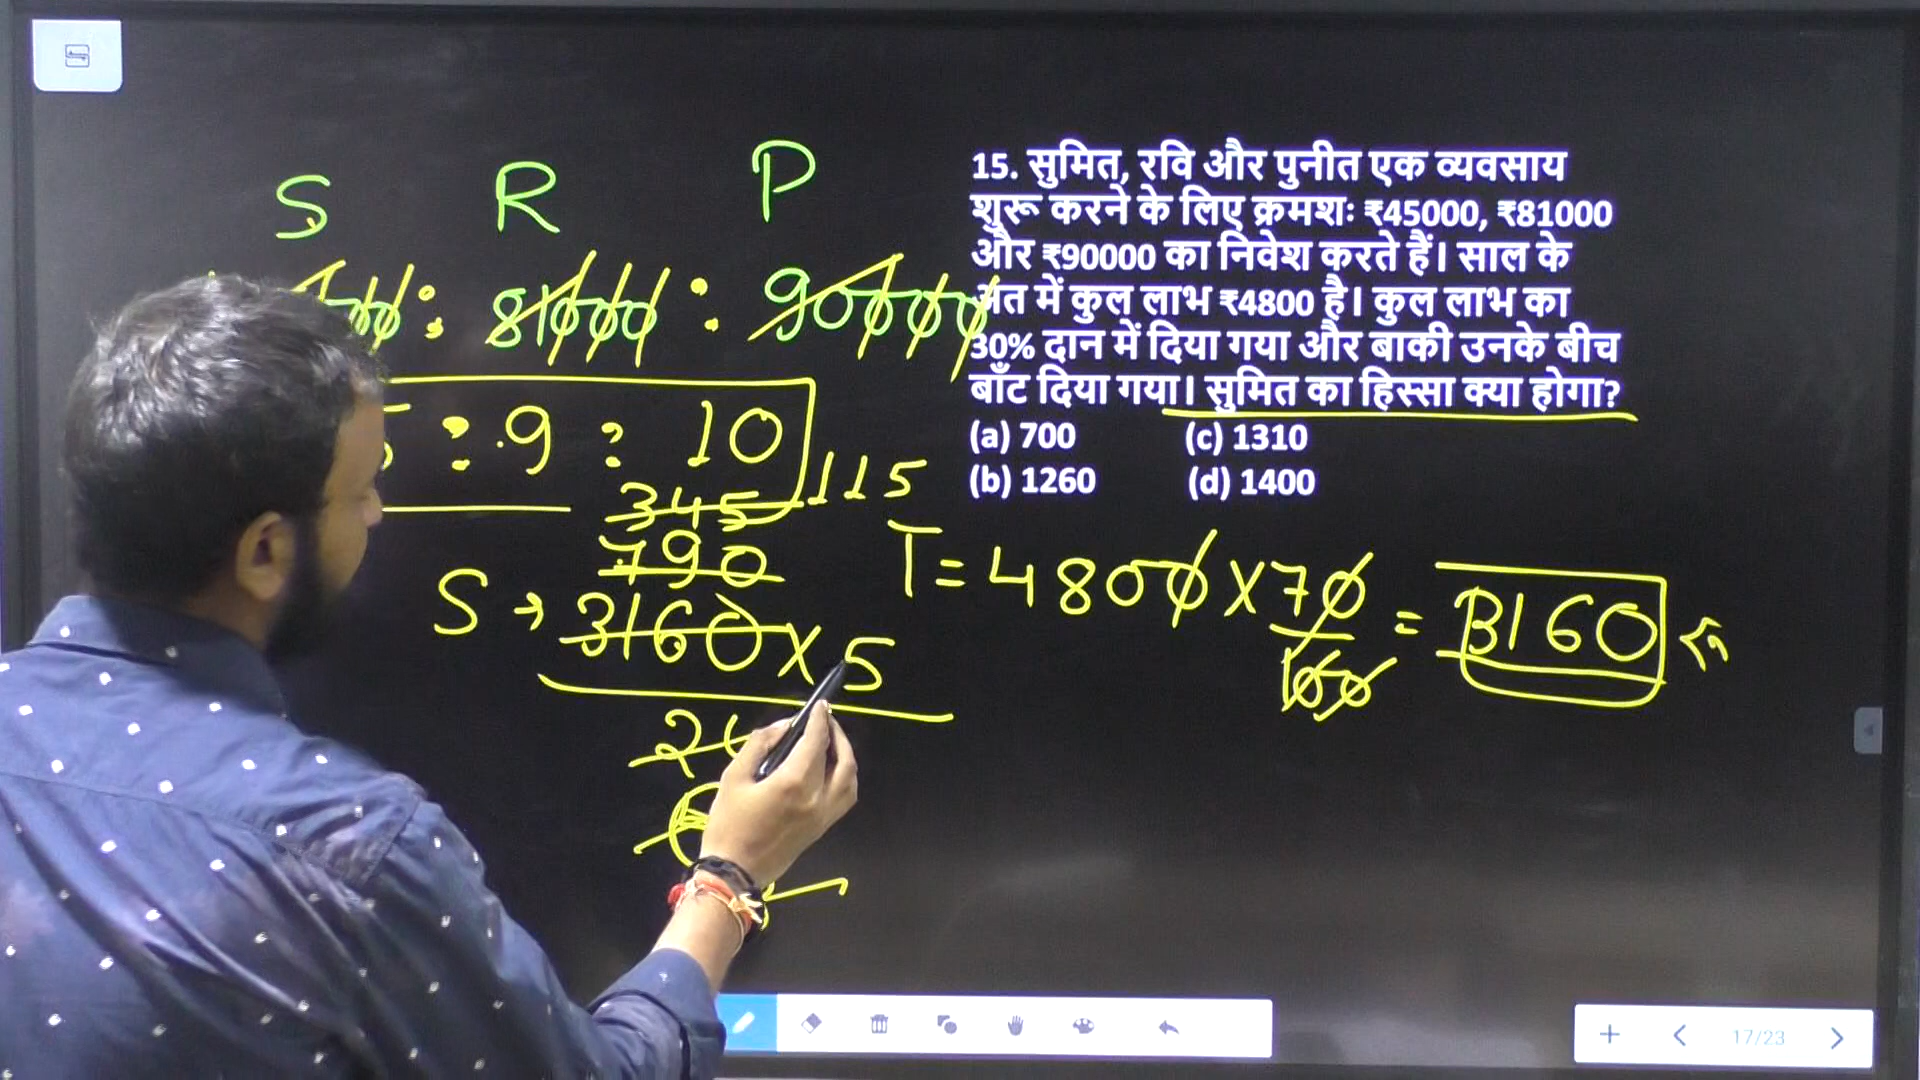 S R P
81000 : 90000
: 9 : 10
345 115
790
S → 3160 x 5
15. सुमित, रवि और पुनीत एक व्यवसाय
शुरू करने के लिए क्रमशः ₹45000, ₹81000
और ₹90000 का निवेश करते हैं। साल के
अंत में कुल लाभ ₹4800 है। कुल लाभ का
30% दान में दिया गया और बाकी उनके बीच
बाँट दिया गया। सुमित का हिस्सा क्या होगा?
(a) 700 (c) 1310
(b) 1260 (d) 1400
T = 4800 x 70 = 3160
100
17/23